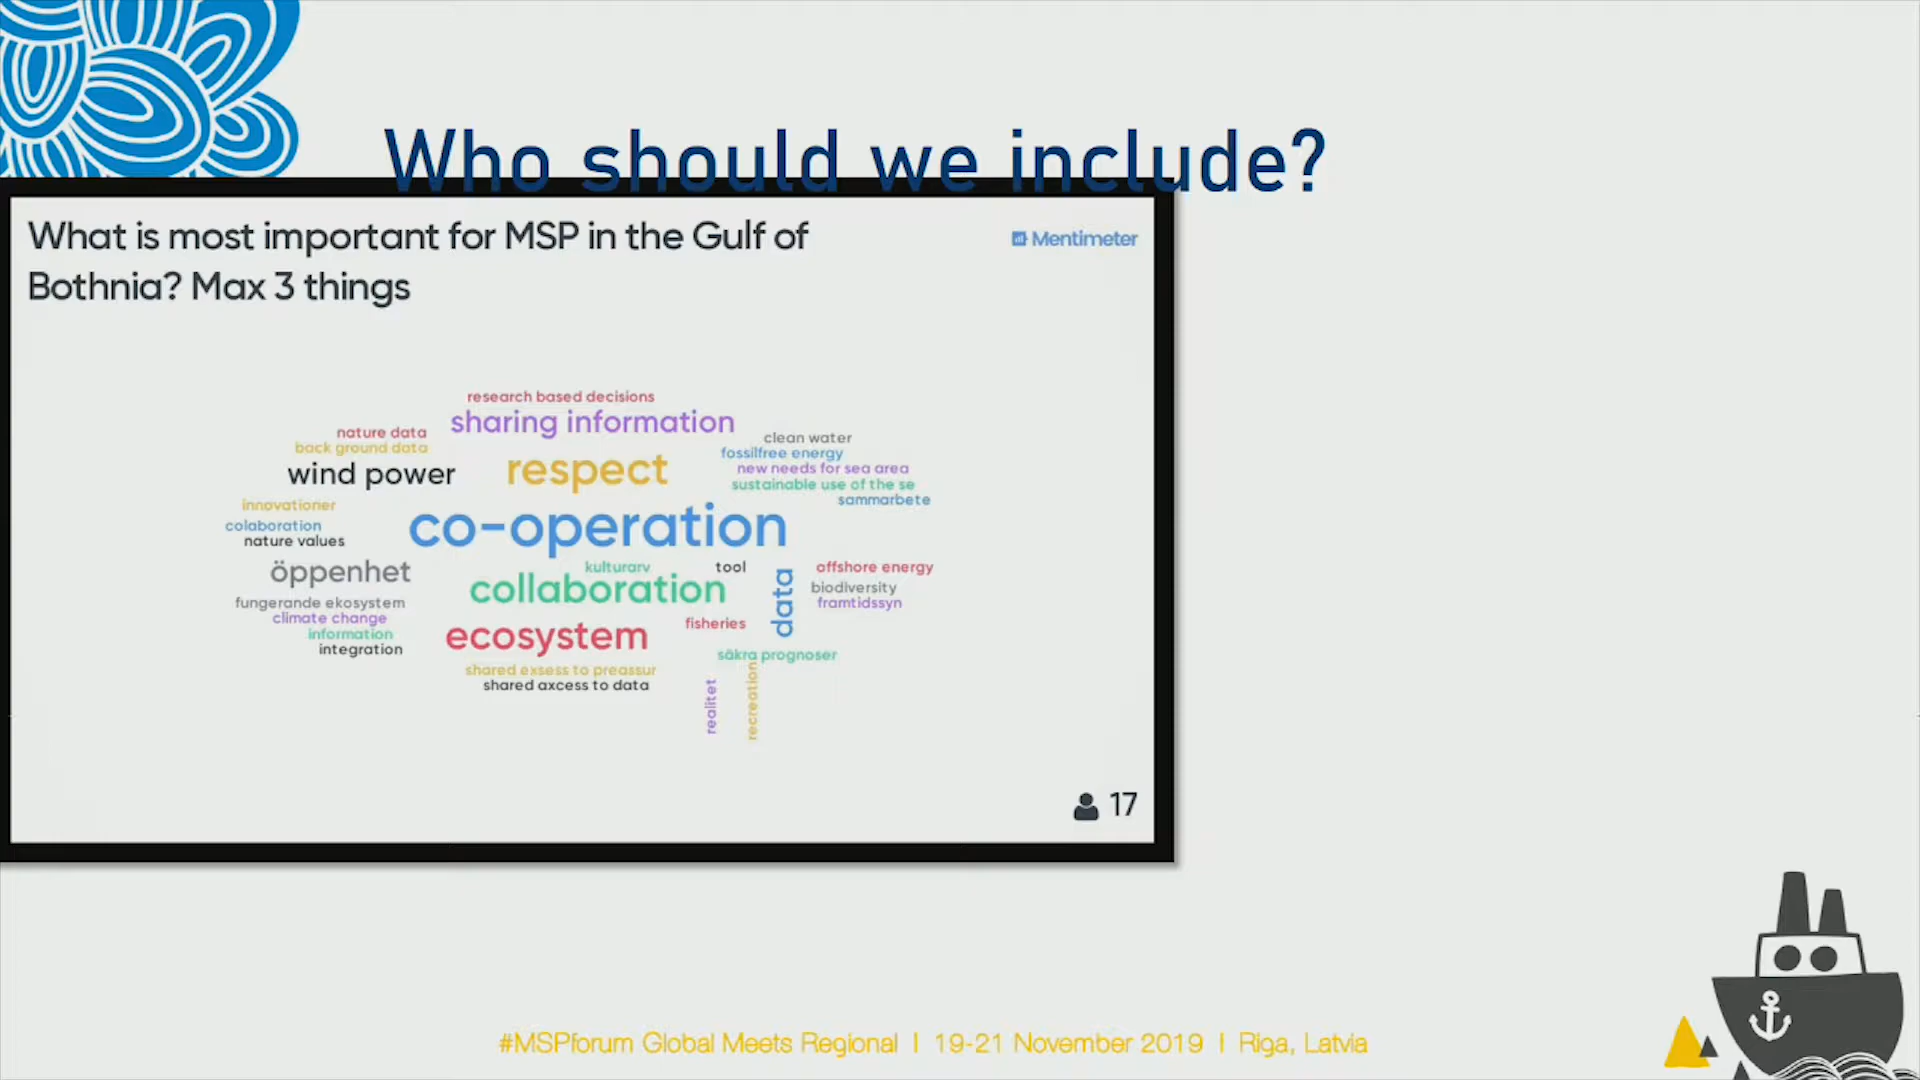 Who should we include?
What is most important for MSP in the Gulf of
Bothnia? Max 3 things
Mentimeter
research based decisions
sharing information
nature data
back ground data
wind power
respect
clean water
fossilfree energy
new needs for sea area
sustainable use of the se
sammarbete
innovationer
colaboration
nature values
co-operation
öppenhet
kulturarv
tool
collaboration
data
offshore energy
biodiversity
framtidssyn
fungerande ekosystem
climate change
information
integration
ecosystem
fisheries
säkra prognoser
shared exsess to preassur
shared axcess to data
realitet
recreation
17
#MSPforum Global Meets Regional I 19-21 November 2019 I Riga, Latvia